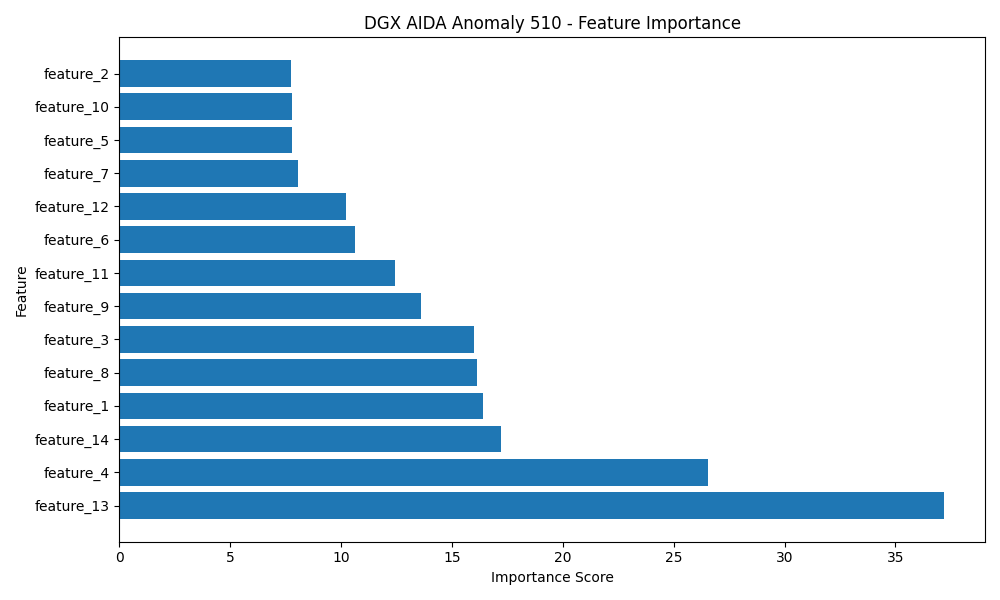 DGX AIDA Anomaly 510 - Feature Importance
Feature
feature_2
feature_10
feature_5
feature_7
feature_12
feature_6
feature_11
feature_9
feature_3
feature_8
feature_1
feature_14
feature_4
feature_13
0 5 10 15 20 25 30 35
Importance Score